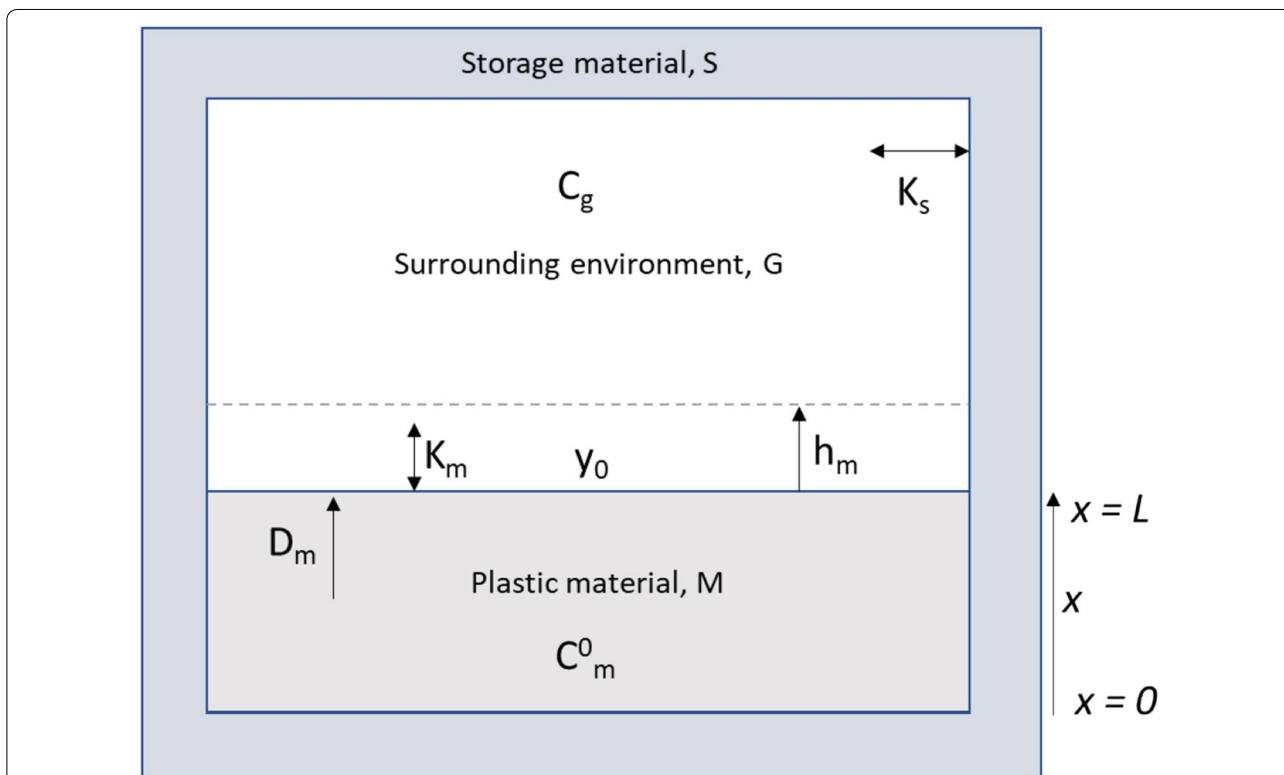 Storage material, S
C_g
K_s
Surrounding environment, G
K_m
y_0
h_m
x = L
D_m
Plastic material, M
x
C^0_m
x = 0